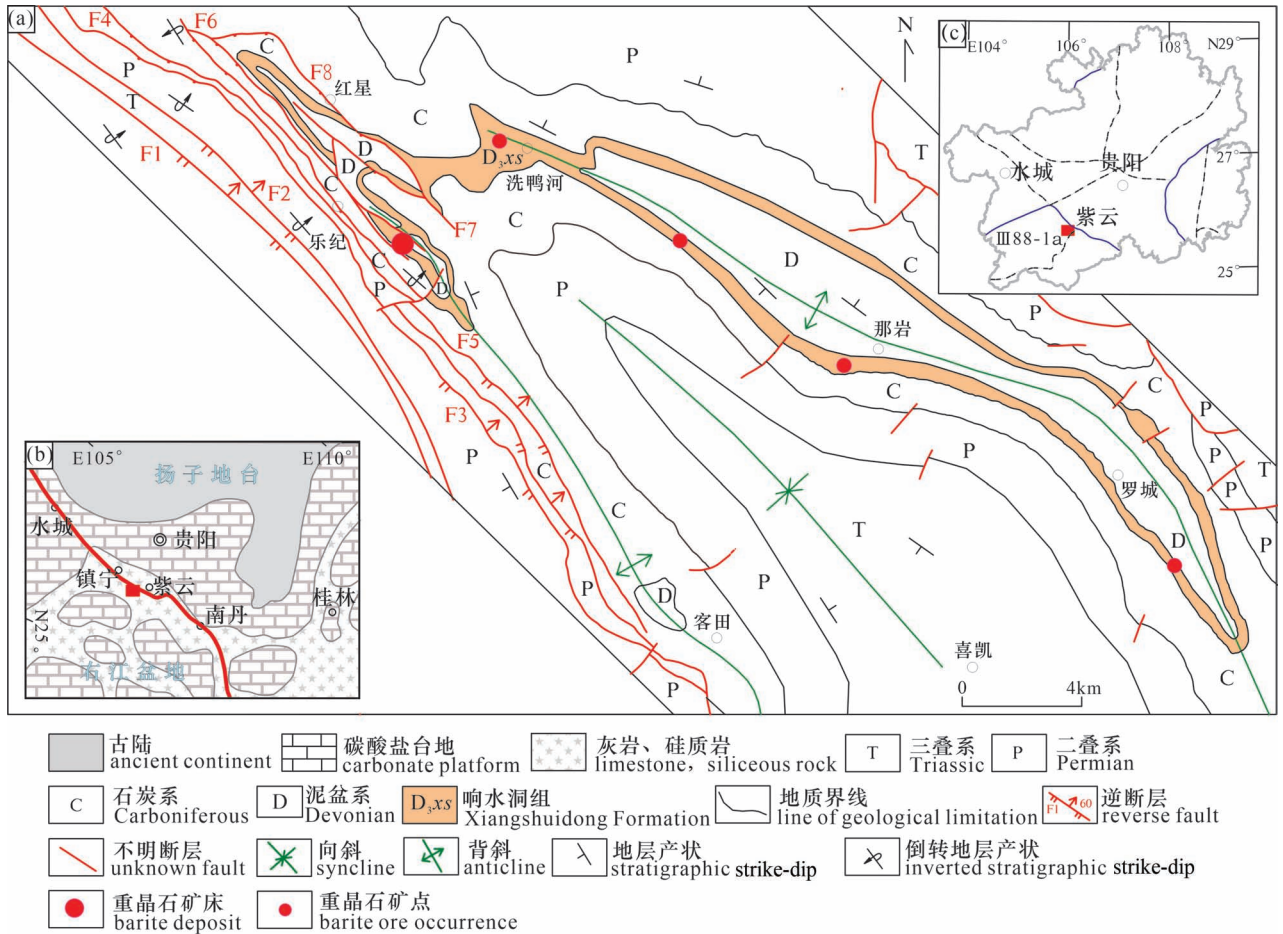 (a)
F4
F6
C
F8
红星
P
N
P
T
F1
F2
C
D
D
C
D₃xs
洗鸭河
T
乐纪
C
P
D
F7
C
F5
F3
P
P
D
C
那岩
C
C
P
P
C
P
T
P
P
罗城
D
P
C
C
T
P
P
D
客田
P
喜凯
C
0
4km
(b)
E105°
E110°
扬子地台
水城
贵阳
镇宁
紫云
南丹
桂林
N25°
右江盆地
(c)
E104°
106°
108°
N29°
27
水城
贵阳
紫云
Ⅲ88-1a
25°
古陆
ancient continent
碳酸盐台地
carbonate platform
灰岩、硅质岩
limestone, siliceous rock
T
三叠系
Triassic
P
二叠系
Permian
C
石炭系
Carboniferous
D
泥盆系
Devonian
D₃xs
响水洞组
Xiangshuidong Formation
地质界线
line of geological limitation
F1
60
逆断层
reverse fault
不明断层
unknown fault
向斜
syncline
背斜
anticline
地层产状
stratigraphic strike-dip
倒转地层产状
inverted stratigraphic strike-dip
重晶石矿床
barite deposit
重晶石矿点
barite ore occurrence